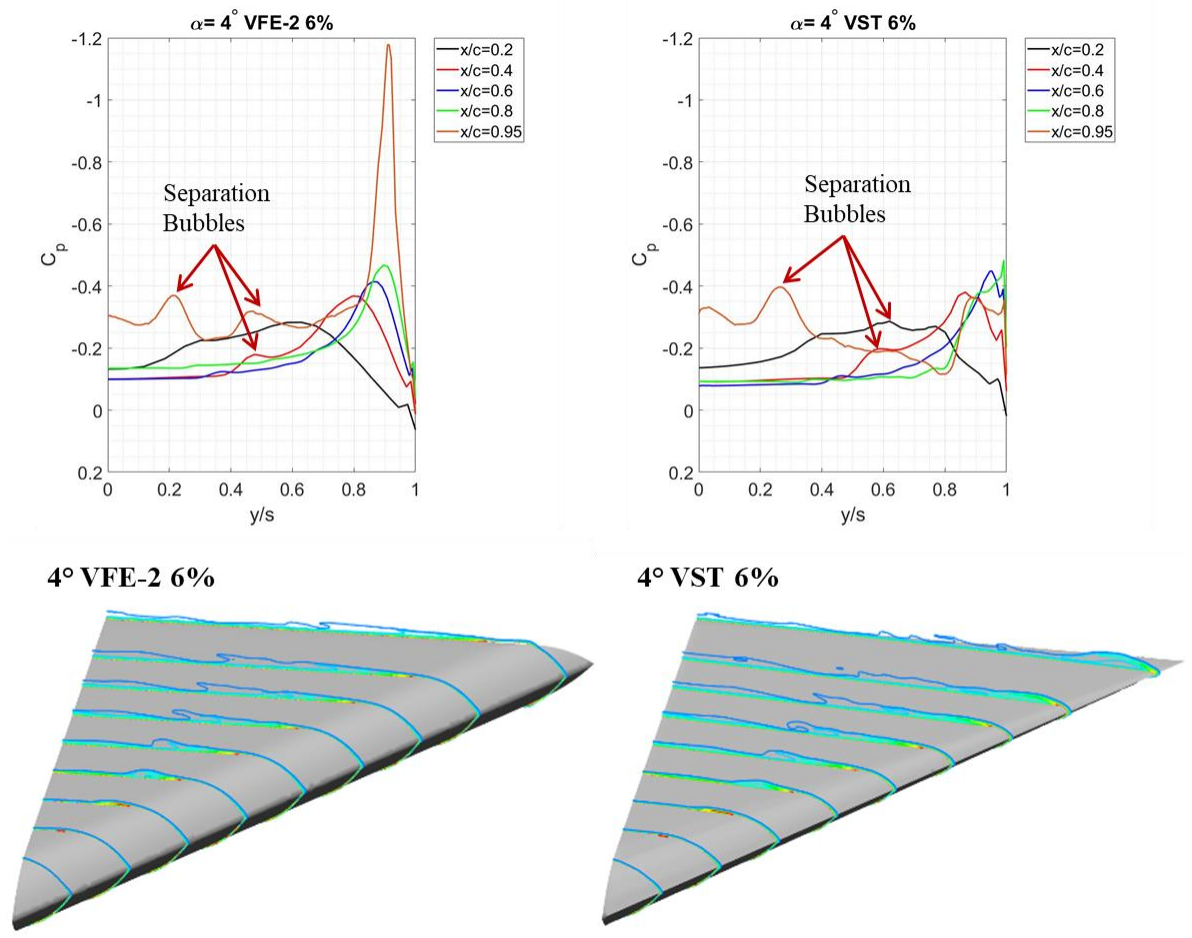 α= 4° VFE-2 6%
-1.2
-1
-0.8
-0.6
-0.4
-0.2
0
0.2
Cp
0 0.2 0.4 0.6 0.8 1
y/s
x/c=0.2
x/c=0.4
x/c=0.6
x/c=0.8
x/c=0.95
Separation
Bubbles
α= 4° VST 6%
-1.2
-1
-0.8
-0.6
-0.4
-0.2
0
0.2
Cp
0 0.2 0.4 0.6 0.8 1
y/s
x/c=0.2
x/c=0.4
x/c=0.6
x/c=0.8
x/c=0.95
Separation
Bubbles
4° VFE-2 6%
4° VST 6%